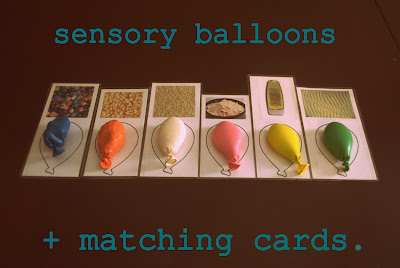 sensory balloons
+ matching cards.